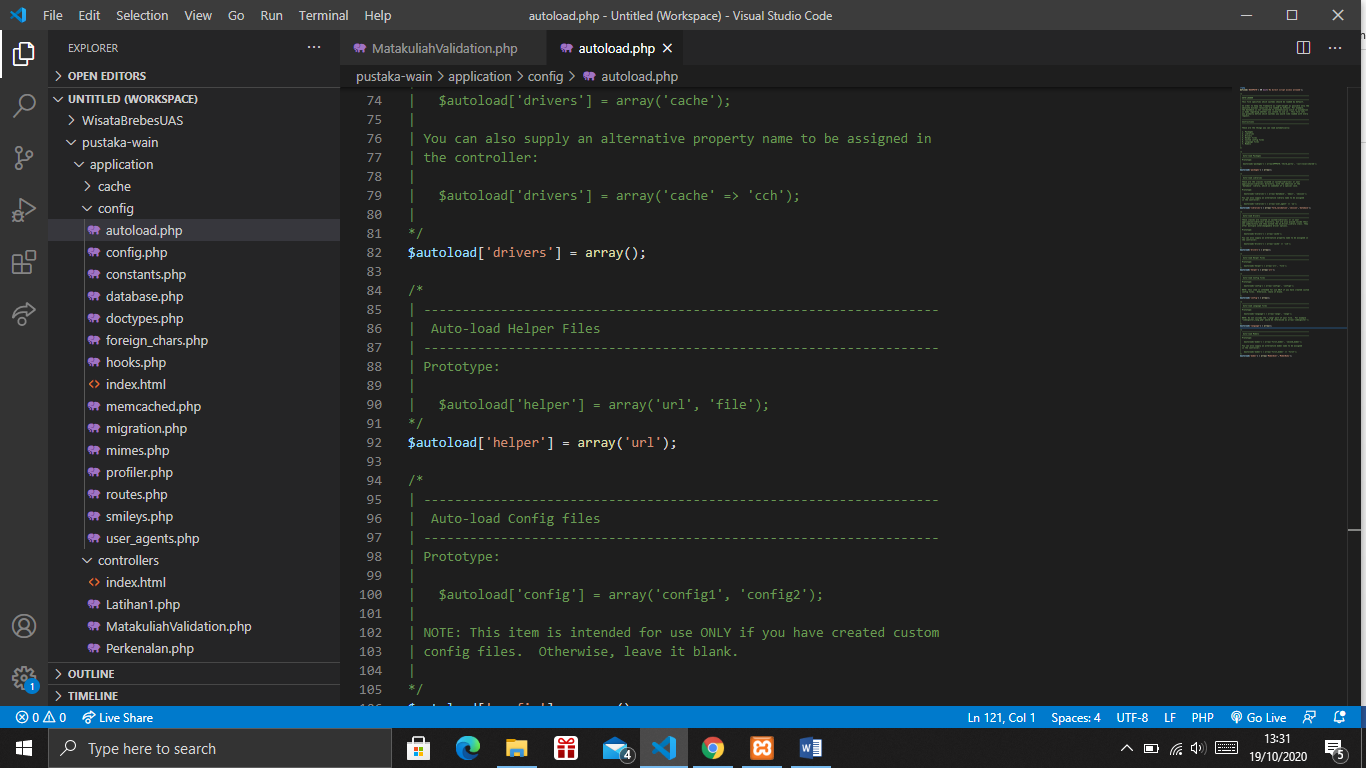 File Edit Selection View Go Run Terminal Help autoload.php - Untitled (Workspace) - Visual Studio Code
EXPLORER ...
OPEN EDITORS
UNTITLED (WORKSPACE)
WisataBrebesUAS
pustaka-wain
application
cache
config
autoload.php
config.php
constants.php
database.php
doctypes.php
foreign_chars.php
hooks.php
index.html
memcached.php
migration.php
mimes.php
profiler.php
routes.php
smileys.php
user_agents.php
controllers
index.html
Latihan1.php
MatakuliahValidation.php
Perkenalan.php
OUTLINE
TIMELINE
1
MatakuliahValidation.php autoload.php
pustaka-wain > application > config > autoload.php
74 | $autoload['drivers'] = array('cache');
75 |
76 | You can also supply an alternative property name to be assigned in
77 | the controller:
78 |
79 | $autoload['drivers'] = array('cache' => 'cch');
80 |
81 */
82 $autoload['drivers'] = array();
83
84 /*
85 | -------------------------------------------------------------------
86 | Auto-load Helper Files
87 | -------------------------------------------------------------------
88 | Prototype:
89 |
90 | $autoload['helper'] = array('url', 'file');
91 */
92 $autoload['helper'] = array('url');
93
94 /*
95 | -------------------------------------------------------------------
96 | Auto-load Config files
97 | -------------------------------------------------------------------
98 | Prototype:
99 |
100 | $autoload['config'] = array('config1', 'config2');
101 |
102 | NOTE: This item is intended for use ONLY if you have created custom
103 | config files. Otherwise, leave it blank.
104 |
105 */
0 0 Live Share Ln 121, Col 1 Spaces: 4 UTF-8 LF PHP Go Live
Type here to search 4 13:31
19/10/2020 5